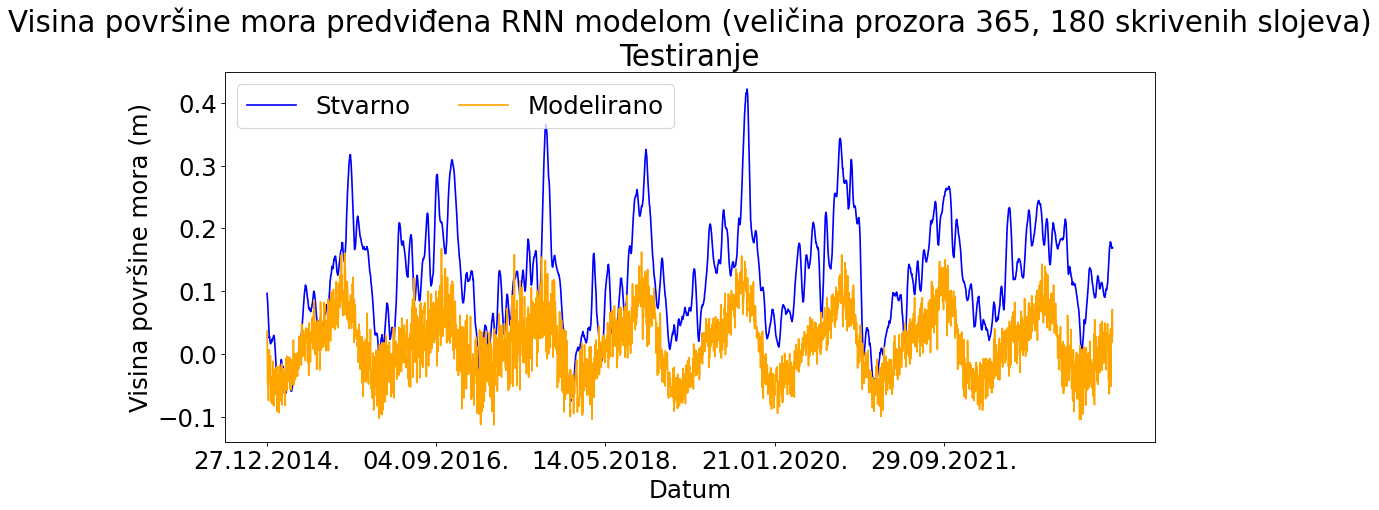 Visina površine mora predviđena RNN modelom (veličina prozora 365, 180 skrivenih slojeva)
Testiranje
Stvarno Modelirano
Visina površine mora (m)
0.4
0.3
0.2
0.1
0.0
−0.1
27.12.2014. 04.09.2016. 14.05.2018. 21.01.2020. 29.09.2021.
Datum